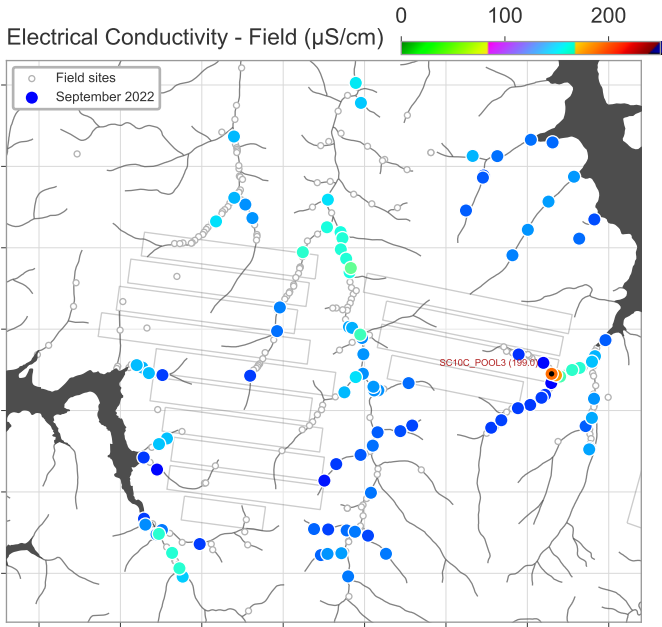 0 100 200
Electrical Conductivity - Field (µS/cm)
Field sites
September 2022
SC10C_POOL3 (199.0)